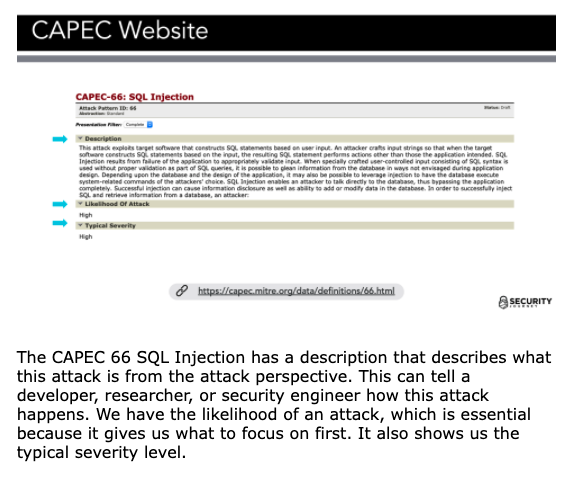 CAPEC Website
CAPEC-66: SQL Injection
Attack Pattern ID: 66
Abstraction: Standard
Status: Draft
Presentation Filter: Complete
Description
This attack exploits target software that constructs SQL statements based on user input. An attacker crafts input strings so that when the target
software constructs SQL statements based on the input, the resulting SQL statement performs actions other than those the application intended. SQL
Injection results from failure of the application to appropriately validate input. When specially crafted user-controlled input consisting of SQL syntax is
used without proper validation as part of SQL queries, it is possible to glean information from the database in ways not envisaged during application
design. Depending upon the database and the design of the application, it may also be possible to leverage injection to have the database execute
system-related commands of the attackers' choice. SQL Injection enables an attacker to talk directly to the database, thus bypassing the application
completely. Successful injection can cause information disclosure as well as ability to add or modify data in the database. In order to successfully inject
SQL and retrieve information from a database, an attacker:
Likelihood Of Attack
High
Typical Severity
High
https://capec.mitre.org/data/definitions/66.html
SECURITY
JOURNEY
The CAPEC 66 SQL Injection has a description that describes what
this attack is from the attack perspective. This can tell a
developer, researcher, or security engineer how this attack
happens. We have the likelihood of an attack, which is essential
because it gives us what to focus on first. It also shows us the
typical severity level.